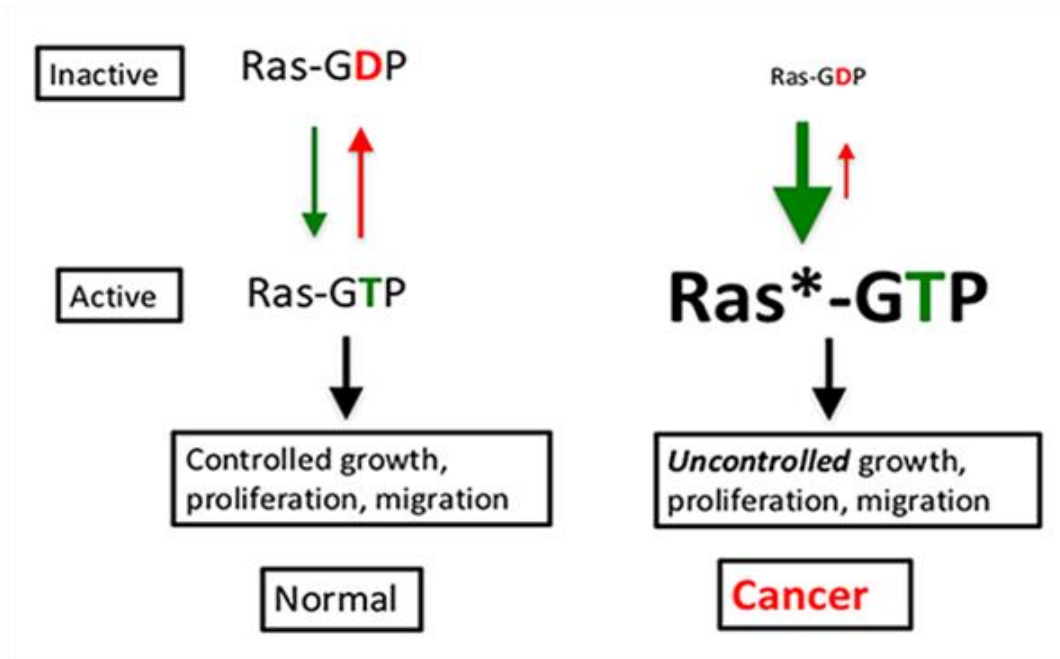 Inactive
Ras-GDP
Ras-GDP
Active
Ras-GTP
Ras*-GTP
Controlled growth,
proliferation, migration
Uncontrolled growth,
proliferation, migration
Normal
Cancer